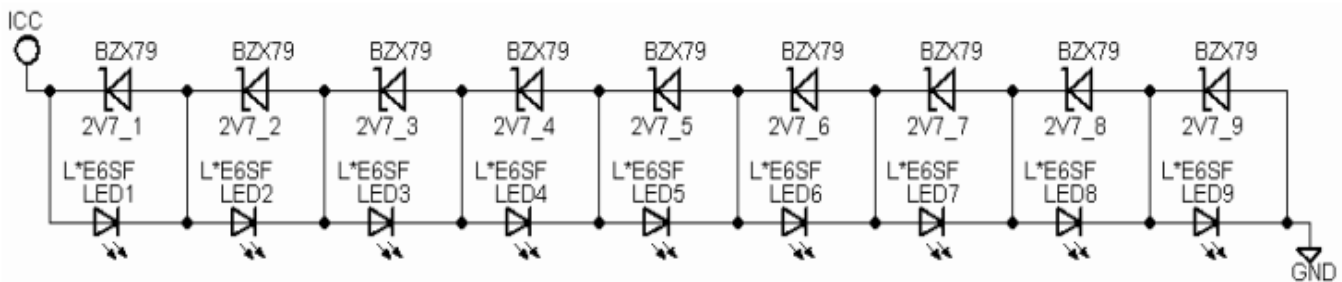 ICC
BZX79 BZX79 BZX79 BZX79 BZX79 BZX79 BZX79 BZX79 BZX79
2V7_1 2V7_2 2V7_3 2V7_4 2V7_5 2V7_6 2V7_7 2V7_8 2V7_9
L*E6SF L*E6SF L*E6SF L*E6SF L*E6SF L*E6SF L*E6SF L*E6SF L*E6SF
LED1 LED2 LED3 LED4 LED5 LED6 LED7 LED8 LED9
GND